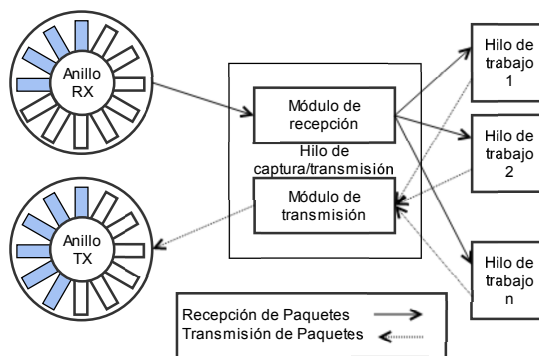 Anillo
RX
Módulo de
recepción
Hilo de
captura/transmisión
Módulo de
transmisión
Anillo
TX
Hilo de
trabajo
1
Hilo de
trabajo
2
Hilo de
trabajo
n
Recepción de Paquetes
Transmisión de Paquetes